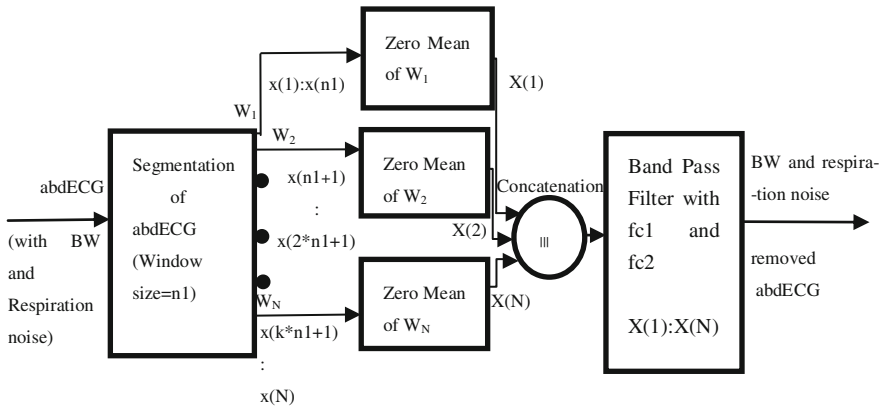 abdECG
(with BW
and
Respiration
noise)
Segmentation
of
abdECG
(Window
size=n1)
W1
x(1):x(n1)
Zero Mean
of W1
X(1)
W2
x(n1+1)
:
x(2*n1+1)
Zero Mean
of W2
X(2)
WN
x(k*n1+1)
:
x(N)
Zero Mean
of WN
X(N)
Concatenation
|||
Band Pass
Filter with
fc1 and
fc2
X(1):X(N)
BW and respira-
-tion noise
removed
abdECG